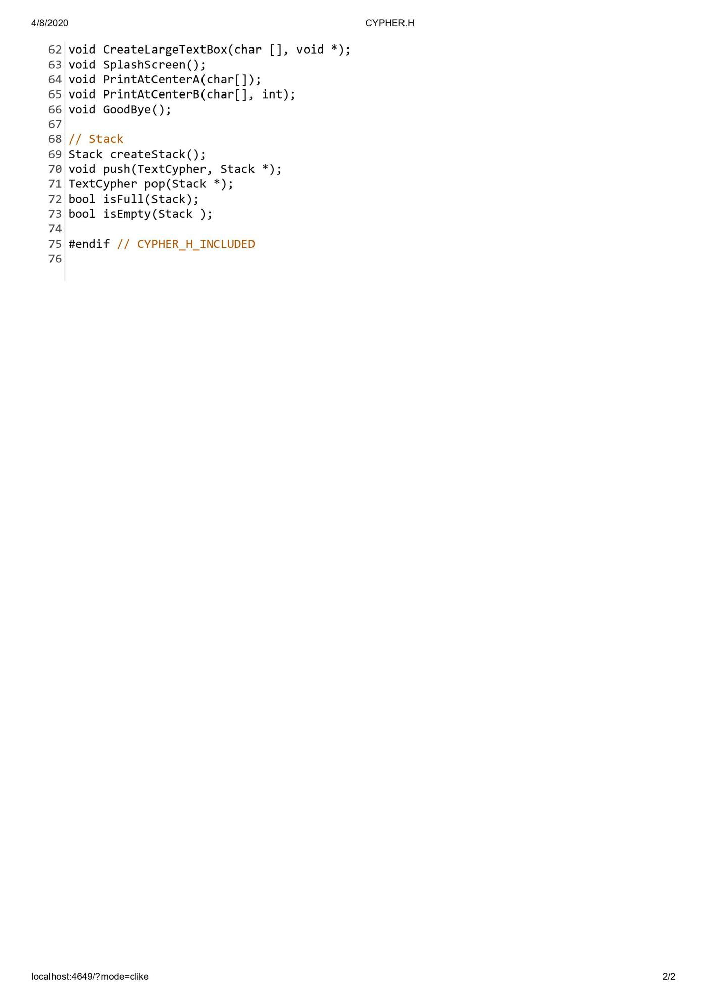 4/8/2020 CYPHER.H
62 void CreateLargeTextBox(char [], void *);
63 void SplashScreen();
64 void PrintAtCenterA(char[]);
65 void PrintAtCenterB(char[], int);
66 void GoodBye();
67
68 // Stack
69 Stack createStack();
70 void push(TextCypher, Stack *);
71 TextCypher pop(Stack *);
72 bool isFull(Stack);
73 bool isEmpty(Stack );
74
75 #endif // CYPHER_H_INCLUDED
76
localhost:4649/?mode=clike 2/2